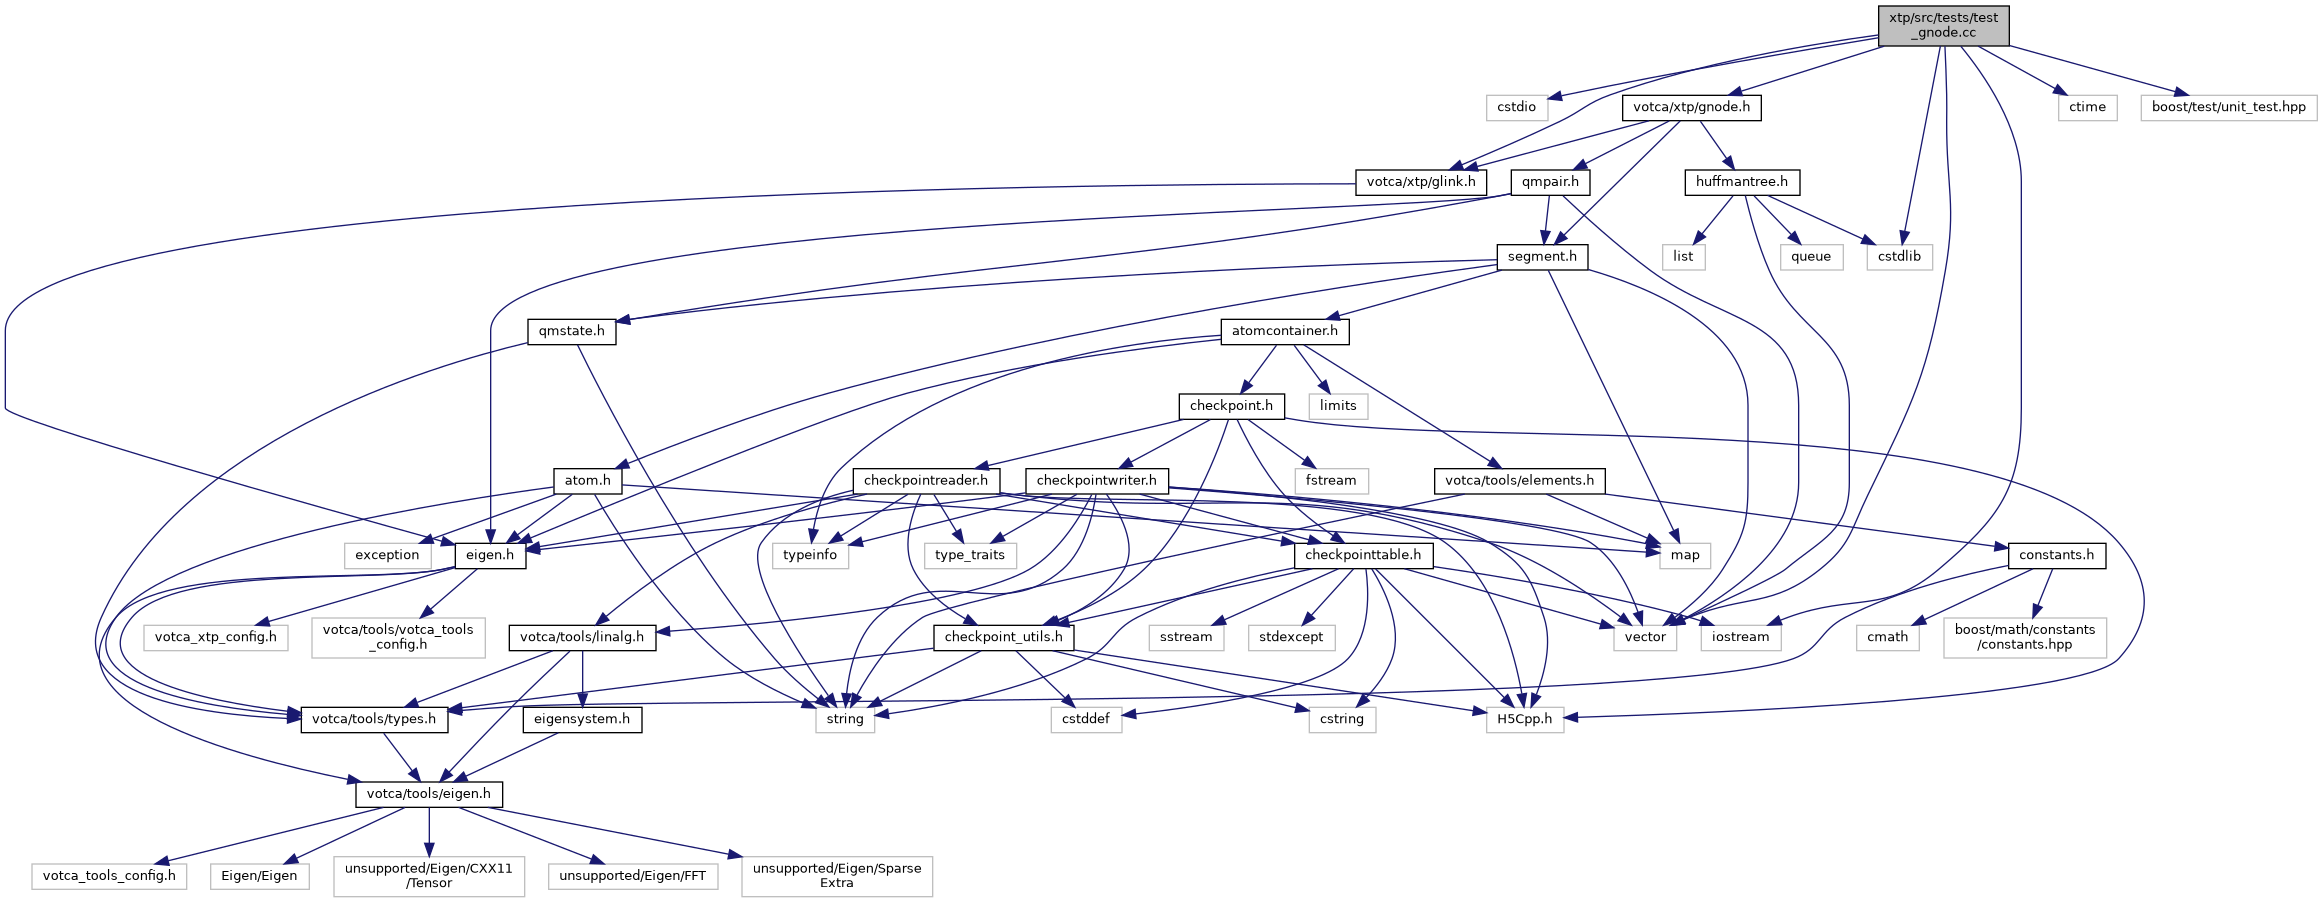 xtp/src/tests/test
_gnode.cc
cstdio
votca/xtp/gnode.h
ctime
boost/test/unit_test.hpp
votca/xtp/glink.h
qmpair.h
huffmantree.h
segment.h
list
queue
cstdlib
qmstate.h
atomcontainer.h
checkpoint.h
limits
atom.h
checkpointreader.h
checkpointwriter.h
fstream
votca/tools/elements.h
exception
eigen.h
typeinfo
type_traits
checkpointtable.h
map
constants.h
votca_xtp_config.h
votca/tools/votca_tools
_config.h
votca/tools/linalg.h
checkpoint_utils.h
sstream
stdexcept
vector
iostream
cmath
boost/math/constants
/constants.hpp
votca/tools/types.h
eigensystem.h
string
cstddef
cstring
H5Cpp.h
votca/tools/eigen.h
votca_tools_config.h
Eigen/Eigen
unsupported/Eigen/CXX11
/Tensor
unsupported/Eigen/FFT
unsupported/Eigen/Sparse
Extra